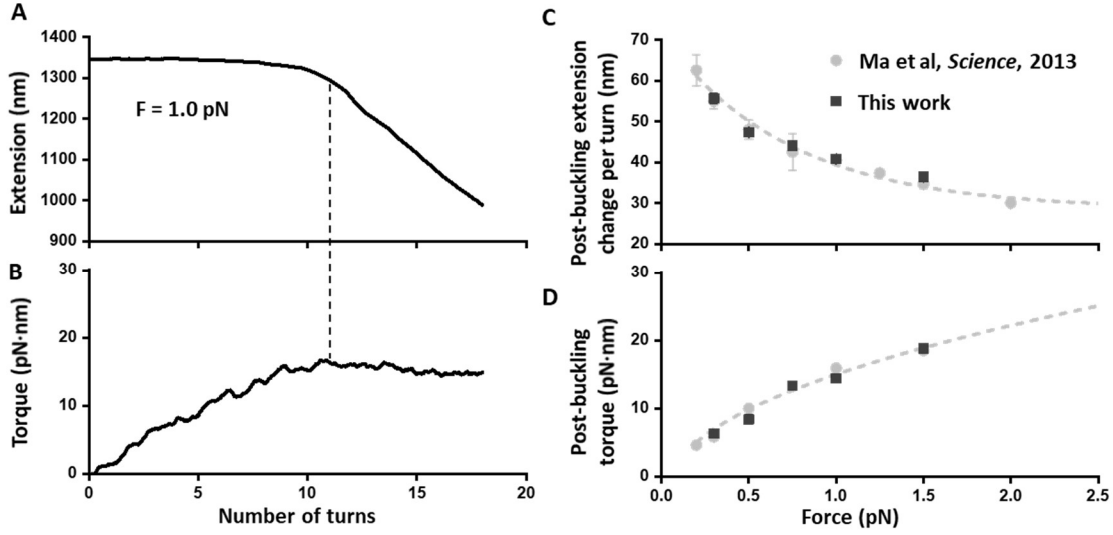 A
Extension (nm)
1400
1300
1200
1100
1000
900
F = 1.0 pN
B
Torque (pN·nm)
30
20
10
0
0
5
10
15
20
Number of turns
C
Post-buckling extension
change per turn (nm)
70
60
50
40
30
20
Ma et al, Science, 2013
This work
D
Post-buckling
torque (pN·nm)
30
20
10
0
0.0
0.5
1.0
1.5
2.0
2.5
Force (pN)